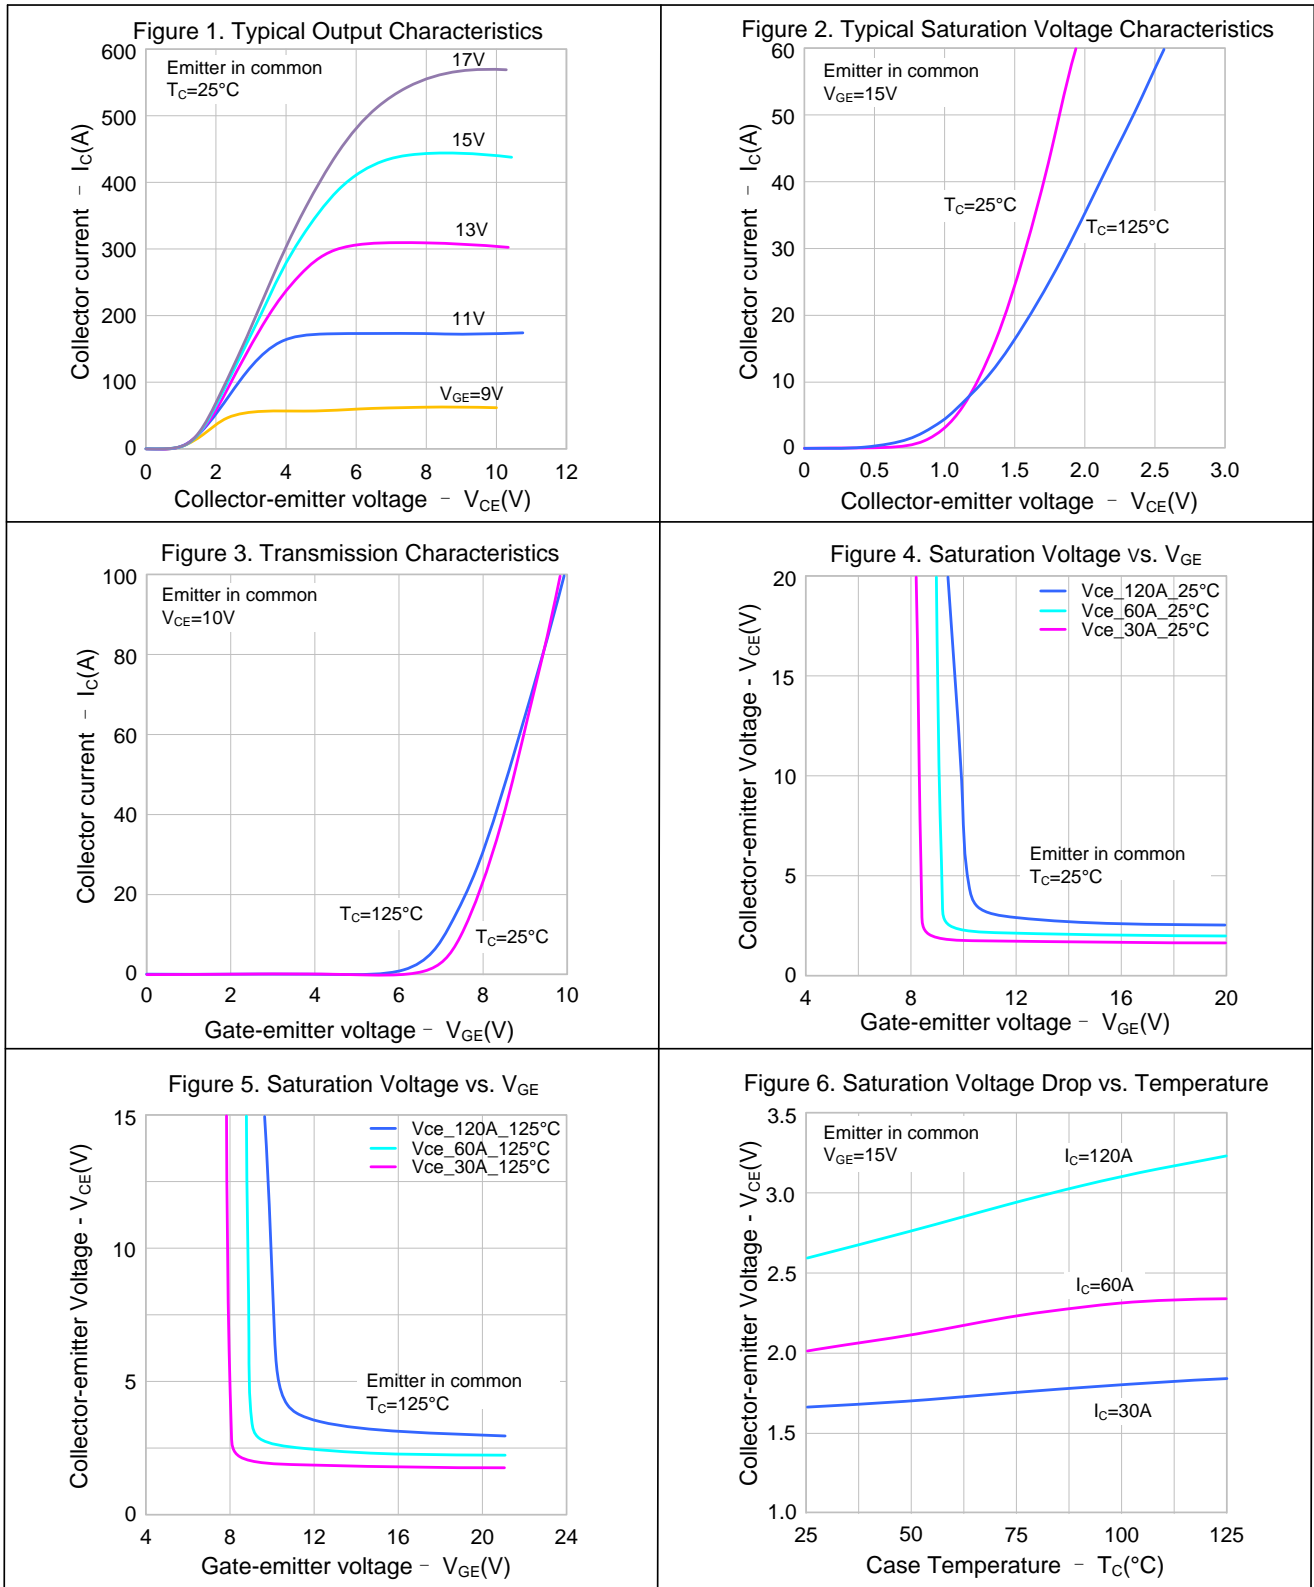 Figure 1. Typical Output Characteristics
Emitter in common
TC=25°C
17V
15V
13V
11V
VGE=9V
600
500
400
300
200
100
0
0 2 4 6 8 10 12
Collector current － IC(A)
Collector-emitter voltage － VCE(V)
Figure 2. Typical Saturation Voltage Characteristics
Emitter in common
VGE=15V
TC=25°C
TC=125°C
60
50
40
30
20
10
0
0 0.5 1.0 1.5 2.0 2.5 3.0
Collector current － IC(A)
Collector-emitter voltage － VCE(V)
Figure 3. Transmission Characteristics
Emitter in common
VCE=10V
TC=125°C
TC=25°C
100
80
60
40
20
0
0 2 4 6 8 10
Collector current － IC(A)
Gate-emitter voltage － VGE(V)
Figure 4. Saturation Voltage vs. VGE
Vce_120A_25°C
Vce_60A_25°C
Vce_30A_25°C
Emitter in common
TC=25°C
20
15
10
5
0
4 8 12 16 20
Collector-emitter Voltage - VCE(V)
Gate-emitter voltage － VGE(V)
Figure 5. Saturation Voltage vs. VGE
Vce_120A_125°C
Vce_60A_125°C
Vce_30A_125°C
Emitter in common
TC=125°C
15
10
5
0
4 8 12 16 20 24
Collector-emitter Voltage - VCE(V)
Gate-emitter voltage － VGE(V)
Figure 6. Saturation Voltage Drop vs. Temperature
Emitter in common
VGE=15V
IC=120A
IC=60A
IC=30A
3.5
3.0
2.5
2.0
1.5
1.0
25 50 75 100 125
Collector-emitter Voltage - VCE(V)
Case Temperature － TC(°C)